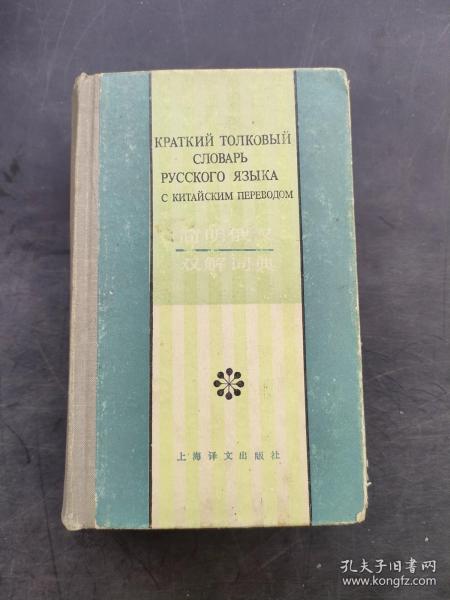 КРАТКИЙ ТОЛКОВЫЙ
СЛОВАРЬ
РУССКОГО ЯЗЫКА
С КИТАЙСКИМ ПЕРЕВОДОМ
简明俄汉
双解词典
上海译文出版社
孔夫子旧书网
www.kongfz.com